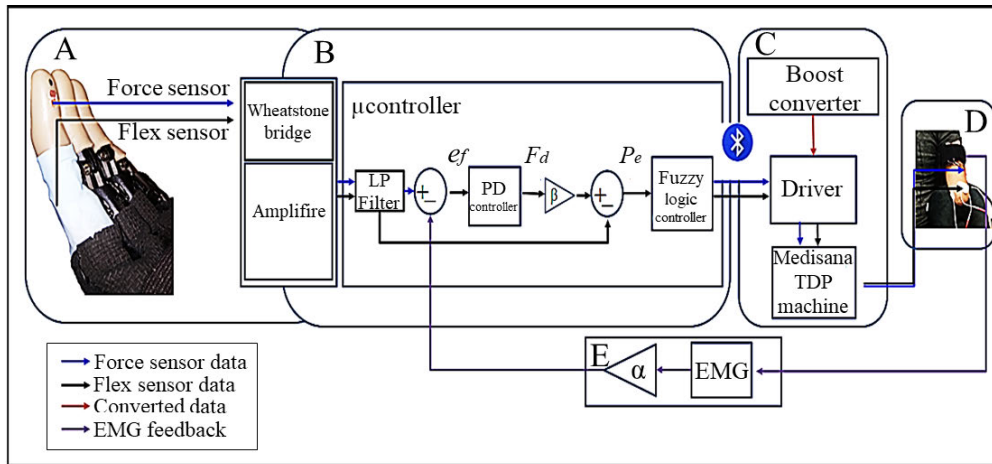 A
Force sensor
Flex sensor
B
Wheatstone
bridge
Amplifire
μcontroller
LP
Filter
+
−
ef
PD
controller
Fd
β
+
−
Pe
Fuzzy
logic
controller
C
Boost
converter
Driver
Medisana
TDP
machine
D
E
α
EMG
Force sensor data
Flex sensor data
Converted data
EMG feedback